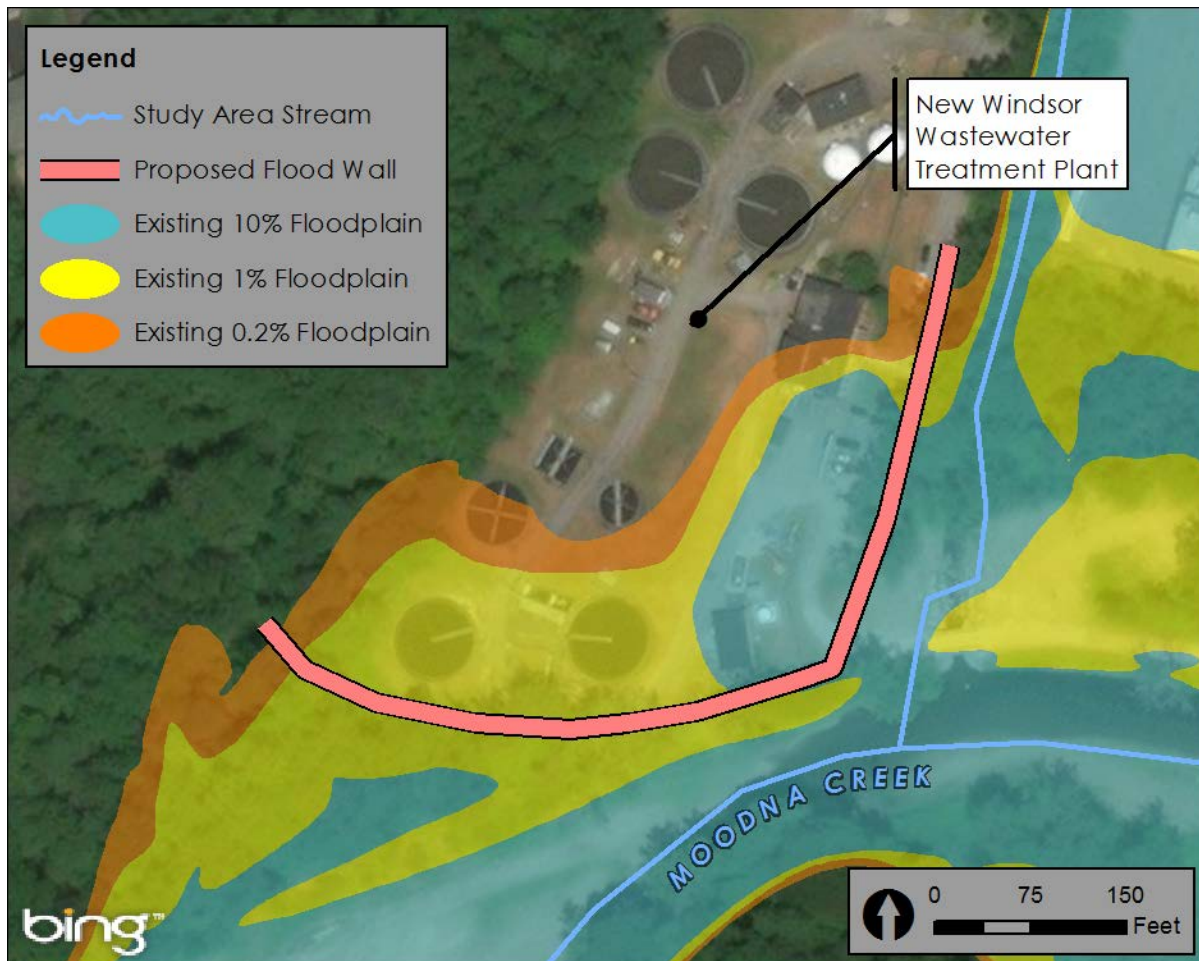 Legend
Study Area Stream
Proposed Flood Wall
Existing 10% Floodplain
Existing 1% Floodplain
Existing 0.2% Floodplain
New Windsor
Wastewater
Treatment Plant
MOODNA CREEK
bing™
0 75 150
Feet